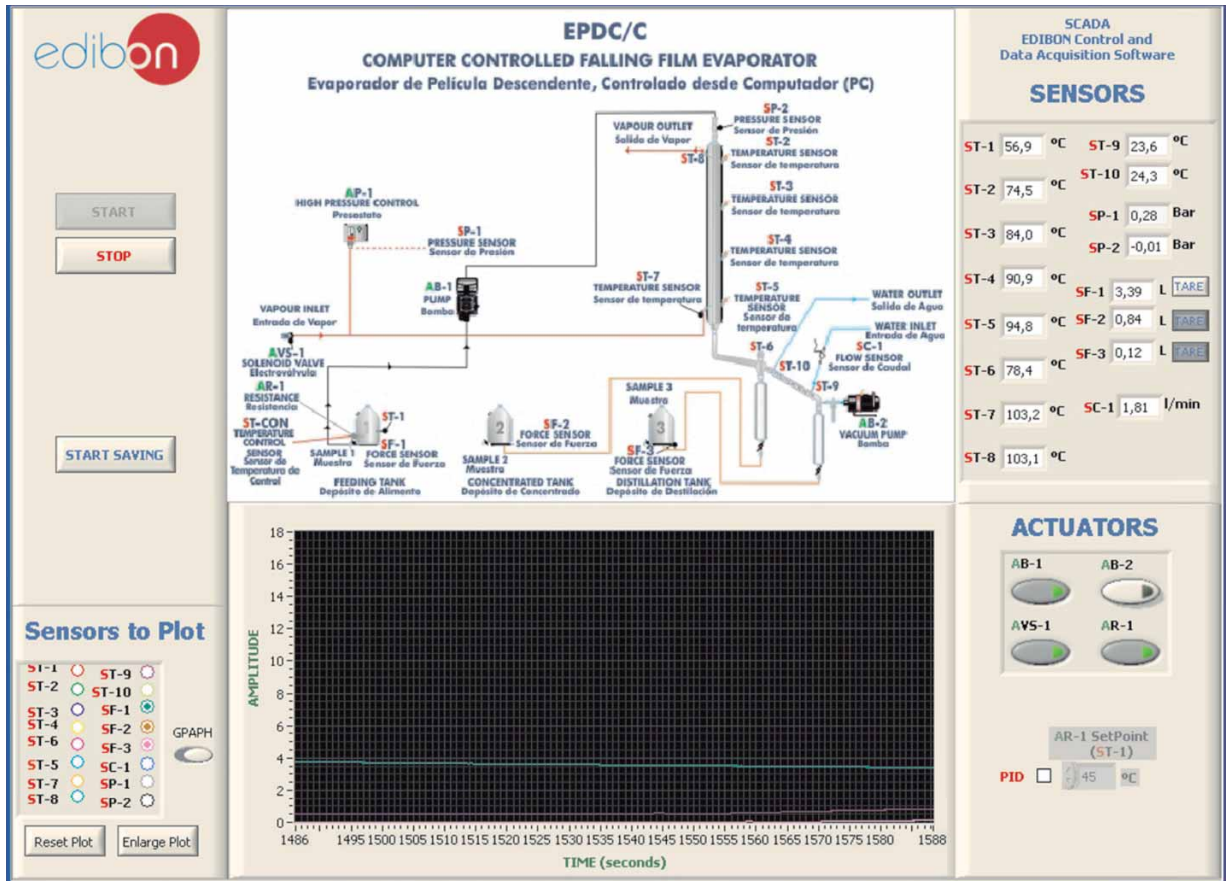 edibon
START
STOP
START SAVING
EPDC/C
COMPUTER CONTROLLED FALLING FILM EVAPORATOR
Evaporador de Película Descendente, Controlado desde Computador (PC)
SP-2
PRESSURE SENSOR
Sensor de Presión
VAPOUR OUTLET
Salida de Vapor
ST-8
ST-2
TEMPERATURE SENSOR
Sensor de temperatura
ST-3
TEMPERATURE SENSOR
Sensor de temperatura
ST-4
TEMPERATURE SENSOR
Sensor de temperatura
AP-1
HIGH PRESSURE CONTROL
Presostato
SP-1
PRESSURE SENSOR
Sensor de Presión
AB-1
PUMP
Bomba
ST-7
TEMPERATURE SENSOR
Sensor de temperatura
ST-5
TEMPERATURE
SENSOR
Sensor de
temperatura
WATER OUTLET
Salida de Agua
WATER INLET
Entrada de Agua
SC-1
FLOW SENSOR
Sensor de Caudal
ST-6
ST-10
ST-9
AB-2
VACUUM PUMP
Bomba
VAPOUR INLET
Entrada de Vapor
AVS-1
SOLENOID VALVE
Electroválvula
AR-1
RESISTANCE
Resistencia
ST-CON
TEMPERATURE
CONTROL
SENSOR
Sensor de
Temperatura de
Control
1
ST-1
SF-1
FORCE SENSOR
Sensor de Fuerza
SAMPLE 1
Muestra
FEEDING TANK
Depósito de Alimento
2
SF-2
FORCE SENSOR
Sensor de Fuerza
SAMPLE 2
Muestra
CONCENTRATED TANK
Depósito de Concentrado
SAMPLE 3
Muestra
3
SF-3
FORCE SENSOR
Sensor de Fuerza
DISTILLATION TANK
Depósito de Destilación
SCADA
EDIBON Control and
Data Acquisition Software
SENSORS
ST-1 56,9 ºC
ST-2 74,5 ºC
ST-3 84,0 ºC
ST-4 90,9 ºC
ST-5 94,8 ºC
ST-6 78,4 ºC
ST-7 103,2 ºC
ST-8 103,1 ºC
ST-9 23,6 ºC
ST-10 24,3 ºC
SP-1 0,28 Bar
SP-2 -0,01 Bar
SF-1 3,39 L TARE
SF-2 0,84 L TARE
SF-3 0,12 L TARE
SC-1 1,81 l/min
Sensors to Plot
ST-1
ST-2
ST-3
ST-4
ST-6
ST-5
ST-7
ST-8
ST-9
ST-10
SF-1
SF-2
SF-3
SC-1
SP-1
SP-2
GPAPH
Reset Plot
Enlarge Plot
AMPLITUDE
18
16
14
12
10
8
6
4
2
0
1486 1495 1500 1505 1510 1515 1520 1525 1530 1535 1540 1545 1550 1555 1560 1565 1570 1575 1580 1588
TIME (seconds)
ACTUATORS
AB-1 AB-2
AVS-1 AR-1
AR-1 SetPoint
(ST-1)
PID 45 ºC